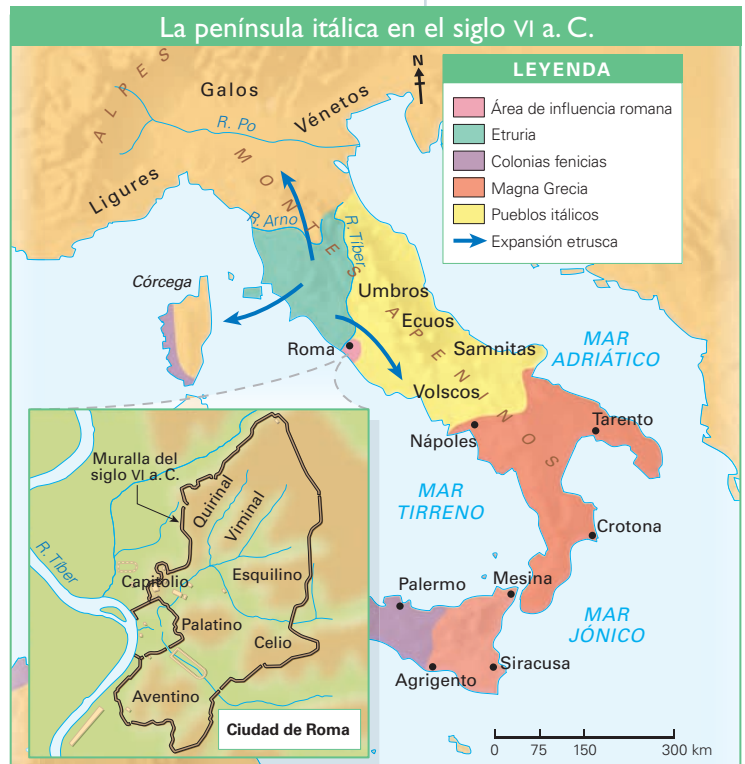 La península itálica en el siglo VI a. C.
LEYENDA
Área de influencia romana
Etruria
Colonias fenicias
Magna Grecia
Pueblos itálicos
Expansión etrusca
N
ALPES
Galos
Vénetos
R. Po
Ligures
MONTES APENINOS
R. Arno
R. Tíber
Córcega
Umbros
Ecuos
Roma
Samnitas
MAR
ADRIÁTICO
Volscos
Nápoles
Tarento
MAR
TIRRENO
Crotona
Palermo
Mesina
MAR
JÓNICO
Agrigento
Siracusa
Muralla del
siglo VI a. C.
Quirinal
Viminal
R. Tíber
Capitolio
Esquilino
Palatino
Celio
Aventino
Ciudad de Roma
0 75 150 300 km